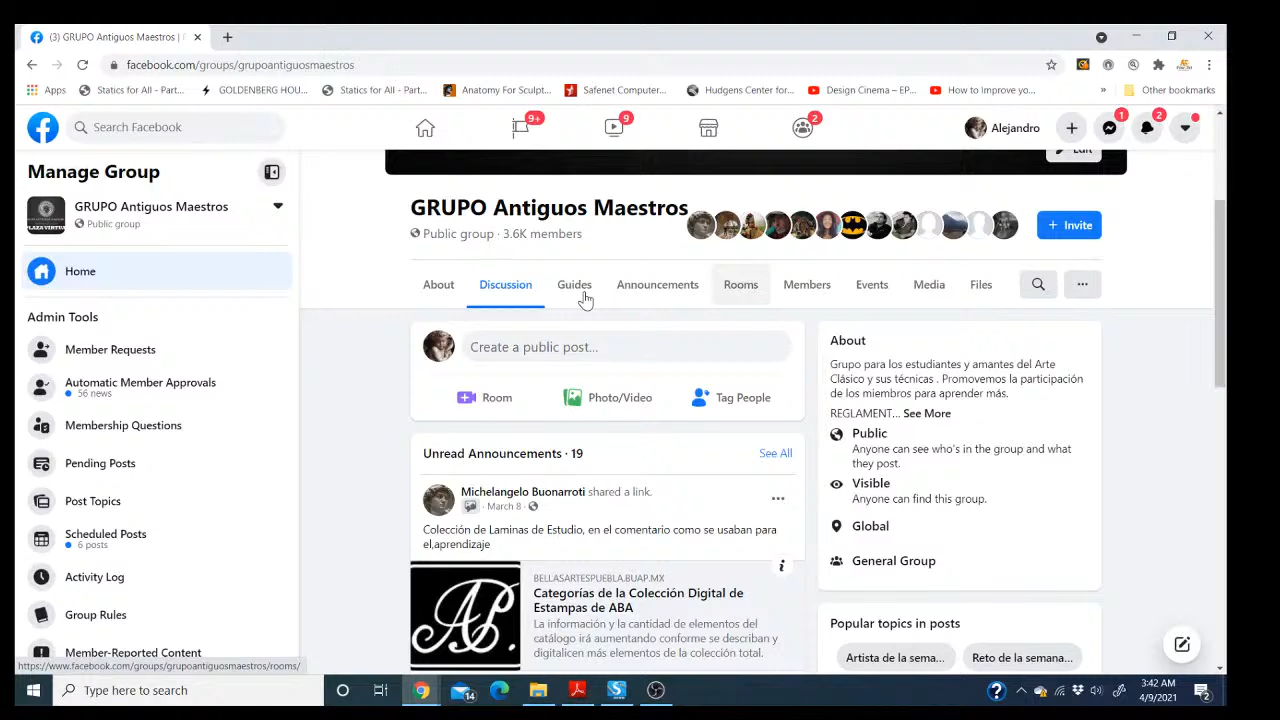 (3) GRUPO Antiguos Maestros |
facebook.com/groups/grupoantiguosmaestros
Apps
Statics for All - Part...
GOLDENBERG HOU...
Statics for All - Part...
Anatomy For Sculpt...
Safenet Computer...
Hudgens Center for...
Design Cinema – EP...
How to Improve yo...
»
Other bookmarks
Search Facebook
9+
9
2
Alejandro
1
2
Manage Group
GRUPO Antiguos Maestros
Public group
Home
Admin Tools
Member Requests
Automatic Member Approvals
56 news
Membership Questions
Pending Posts
Post Topics
Scheduled Posts
6 posts
Activity Log
Group Rules
Member-Reported Content
https://www.facebook.com/groups/grupoantiguosmaestros/rooms/
Edit
GRUPO Antiguos Maestros
Public group · 3.6K members
+ Invite
About
Discussion
Guides
Announcements
Rooms
Members
Events
Media
Files
Create a public post...
Room
Photo/Video
Tag People
Unread Announcements · 19
See All
Michelangelo Buonarroti shared a link.
· March 8 ·
Colección de Laminas de Estudio, en el comentario como se usaban para
el,aprendizaje
BELLASARTESPUEBLA.BUAP.MX
Categorías de la Colección Digital de
Estampas de ABA
La información y la cantidad de elementos del
catálogo irá aumentando conforme se describan y
digitalicen más elementos de la colección total.
About
Grupo para los estudiantes y amantes del Arte
Clásico y sus técnicas . Promovemos la participación
de los miembros para aprender más.
REGLAMENT... See More
Public
Anyone can see who's in the group and what
they post.
Visible
Anyone can find this group.
Global
General Group
Popular topics in posts
Artista de la sema...
Reto de la semana...
Type here to search
14
3:42 AM
4/9/2021
2